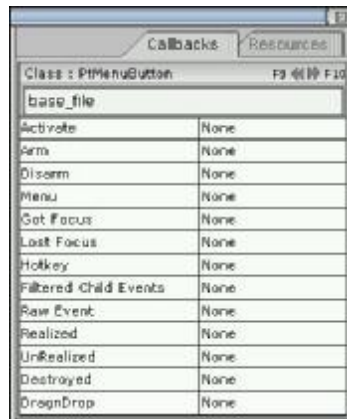 Callbacks Resources
Class : PtMenuButton F9 F10
base_file
Activate None
Arm None
Disarm None
Menu None
Got Focus None
Lost Focus None
Hotkey None
Filtered Child Events None
Raw Event None
Realized None
UnRealized None
Destroyed None
DragnDrop None